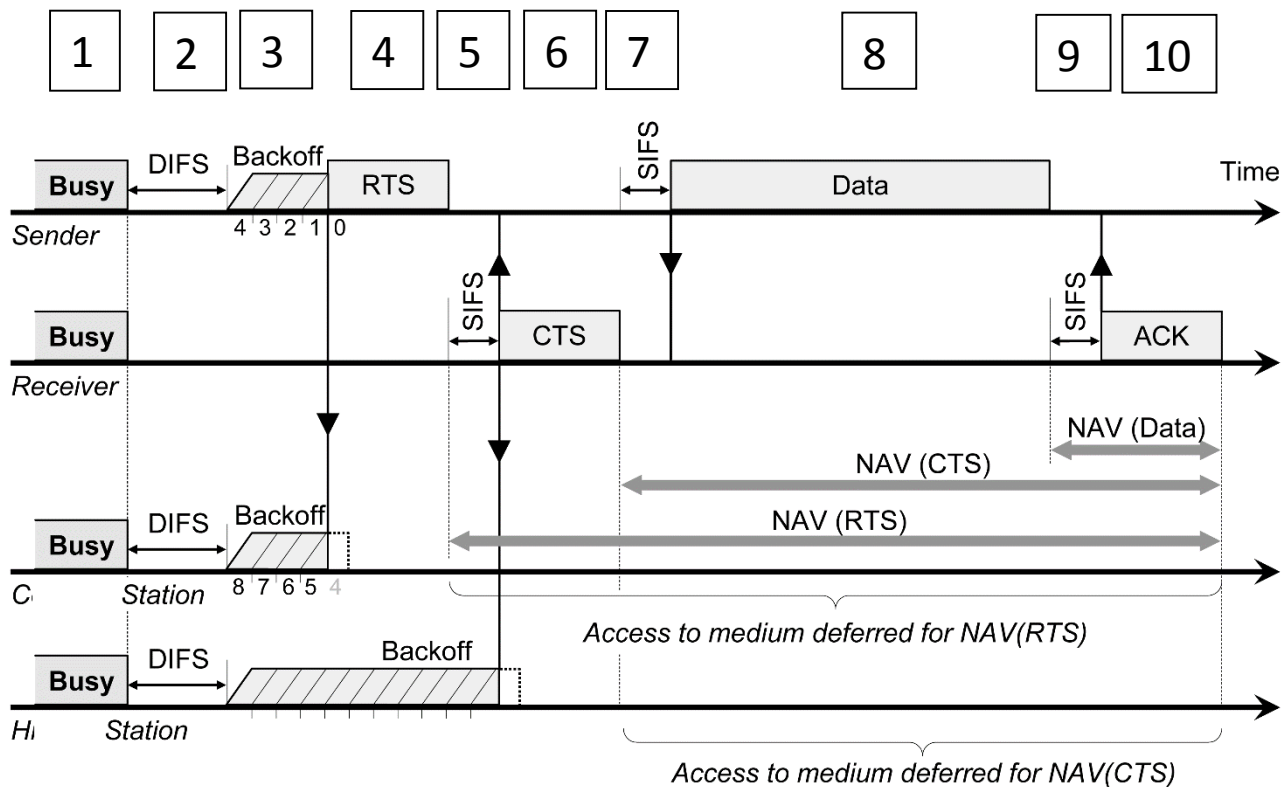 1 2 3 4 5 6 7 8 9 10
DIFS Backoff SIFS
Busy RTS Data Time
4 3 2 1 0
Sender
SIFS SIFS
Busy CTS ACK
Receiver
NAV (Data)
NAV (CTS)
DIFS Backoff NAV (RTS)
Busy
8 7 6 5 4
Station
Access to medium deferred for NAV(RTS)
DIFS Backoff
Busy
Station
Access to medium deferred for NAV(CTS)